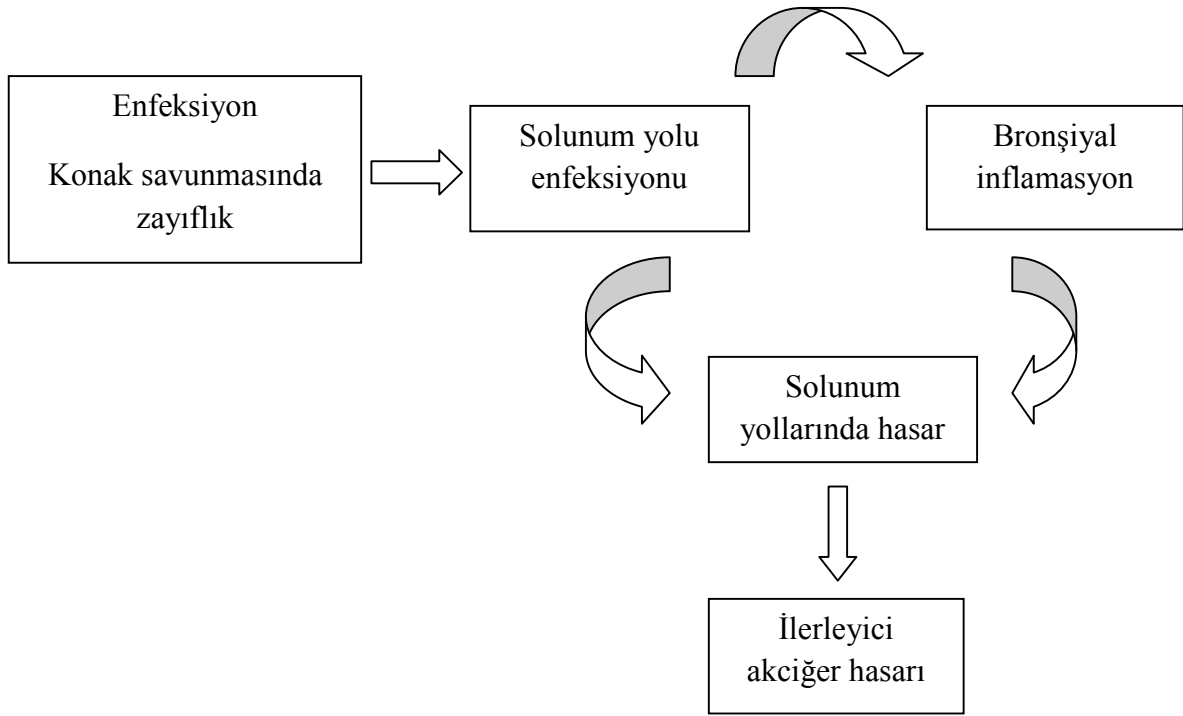 Enfeksiyon
Konak savunmasında
zayıflık
Solunum yolu
enfeksiyonu
Bronşiyal
inflamasyon
Solunum
yollarında hasar
İlerleyici
akciğer hasarı